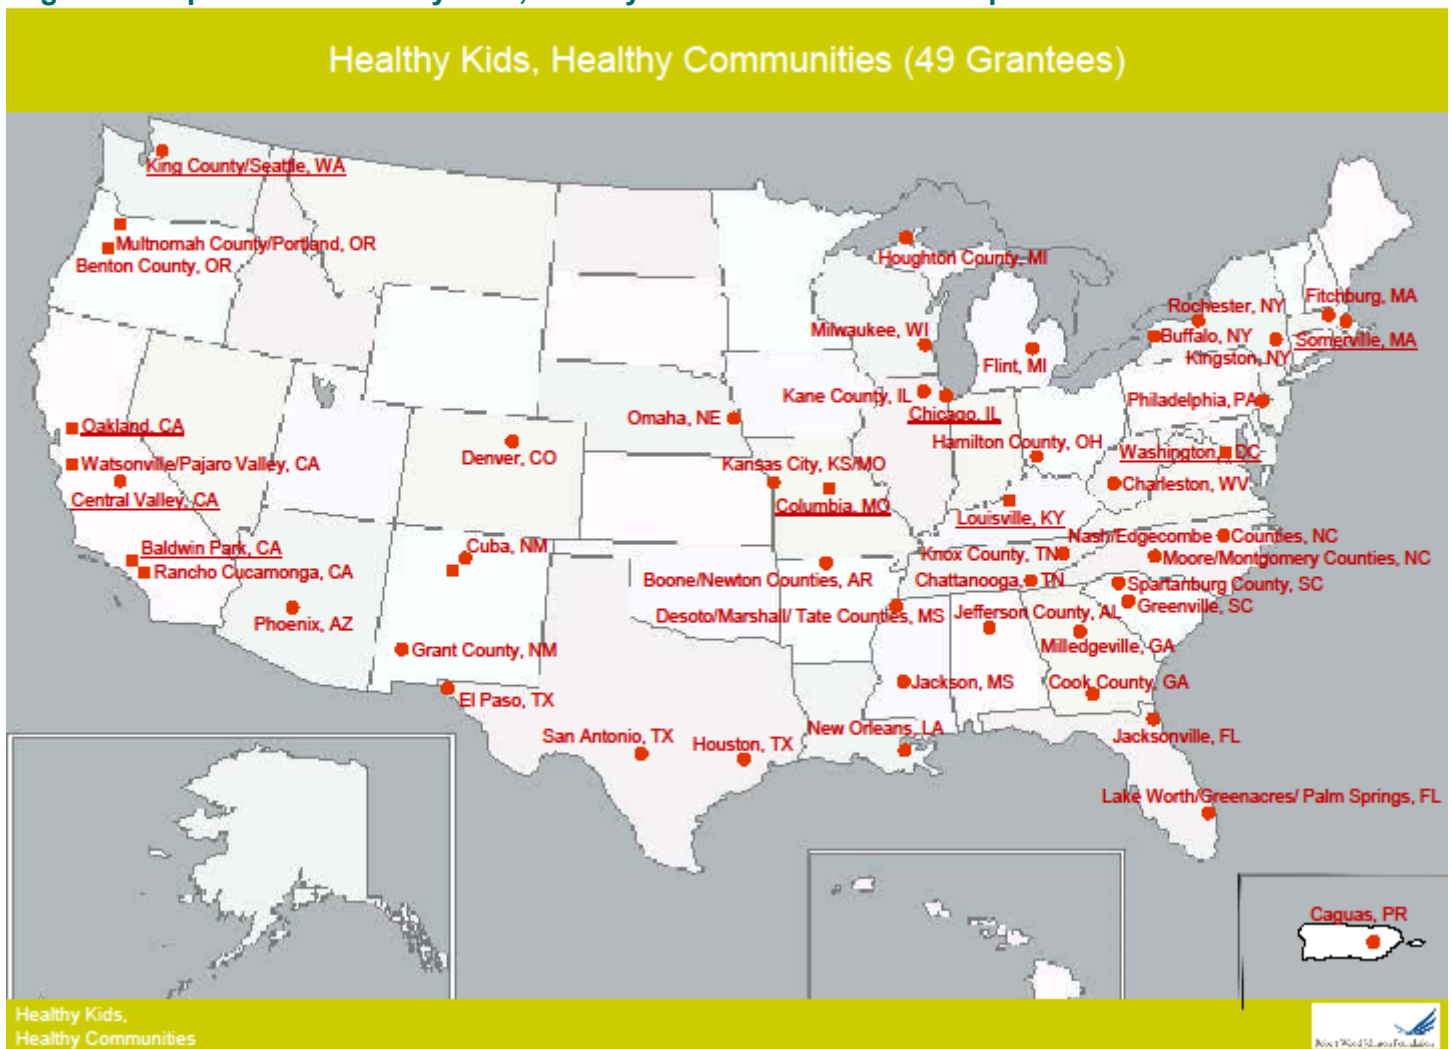 Healthy Kids, Healthy Communities (49 Grantees)
King County/Seattle, WA
Multnomah County/Portland, OR
Benton County, OR
Houghton County, MI
Rochester, NY
Fitchburg, MA
Milwaukee, WI
Buffalo, NY
Somerville, MA
Flint, MI
Kingston, NY
Kane County, IL
Philadelphia, PA
Chicago, IL
Omaha, NE
Oakland, CA
Hamilton County, OH
Washington, DC
Denver, CO
Kansas City, KS/MO
Watsonville/Pajaro Valley, CA
Charleston, WV
Central Valley, CA
Columbia, MO
Louisville, KY
Nash/Edgecombe Counties, NC
Baldwin Park, CA
Cuba, NM
Knox County, TN
Moore/Montgomery Counties, NC
Rancho Cucamonga, CA
Boone/Newton Counties, AR
Chattanooga, TN
Spartanburg County, SC
Greenville, SC
Desoto/Marshall/ Tate Counties, MS
Jefferson County, AL
Phoenix, AZ
Milledgeville, GA
Grant County, NM
Jackson, MS
Cook County, GA
El Paso, TX
New Orleans, LA
San Antonio, TX
Houston, TX
Jacksonville, FL
Lake Worth/Greenacres/ Palm Springs, FL
Caguas, PR
Healthy Kids,
Healthy Communities
Robert Wood Johnson Foundation